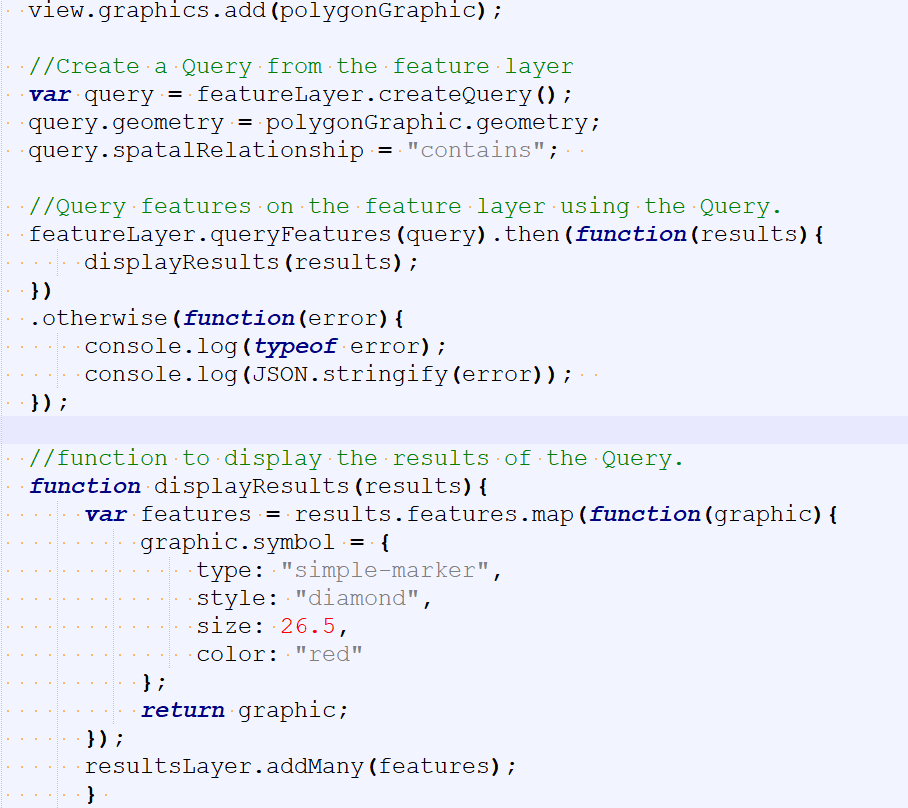 view.graphics.add(polygonGraphic);
//Create a Query from the feature layer
var query = featureLayer.createQuery();
query.geometry = polygonGraphic.geometry;
query.spatalRelationship = "contains";
//Query features on the feature layer using the Query.
featureLayer.queryFeatures(query).then(function(results){
displayResults(results);
})
.otherwise(function(error){
console.log(typeof error);
console.log(JSON.stringify(error));
});
//function to display the results of the Query.
function displayResults(results){
var features = results.features.map(function(graphic){
graphic.symbol = {
type: "simple-marker",
style: "diamond",
size: 26.5,
color: "red"
};
return graphic;
});
resultsLayer.addMany(features);
}